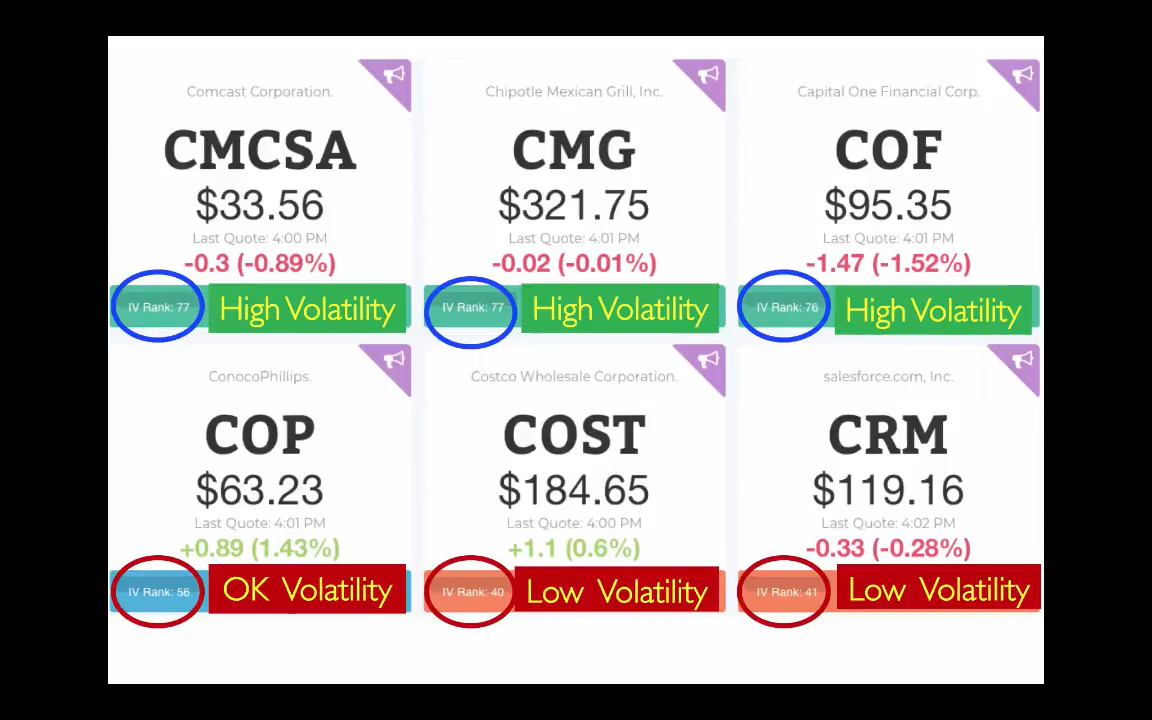 Comcast Corporation.
CMCSA
$33.56
Last Quote: 4:00 PM
-0.3 (-0.89%)
IV Rank: 77
High Volatility
Chipotle Mexican Grill, Inc.
CMG
$321.75
Last Quote: 4:01 PM
-0.02 (-0.01%)
IV Rank: 77
High Volatility
Capital One Financial Corp.
COF
$95.35
Last Quote: 4:01 PM
-1.47 (-1.52%)
IV Rank: 76
High Volatility
ConocoPhillips.
COP
$63.23
Last Quote: 4:01 PM
+0.89 (1.43%)
IV Rank: 56
OK Volatility
Costco Wholesale Corporation.
COST
$184.65
Last Quote: 4:00 PM
+1.1 (0.6%)
IV Rank: 40
Low Volatility
salesforce.com, Inc.
CRM
$119.16
Last Quote: 4:02 PM
-0.33 (-0.28%)
IV Rank: 41
Low Volatility